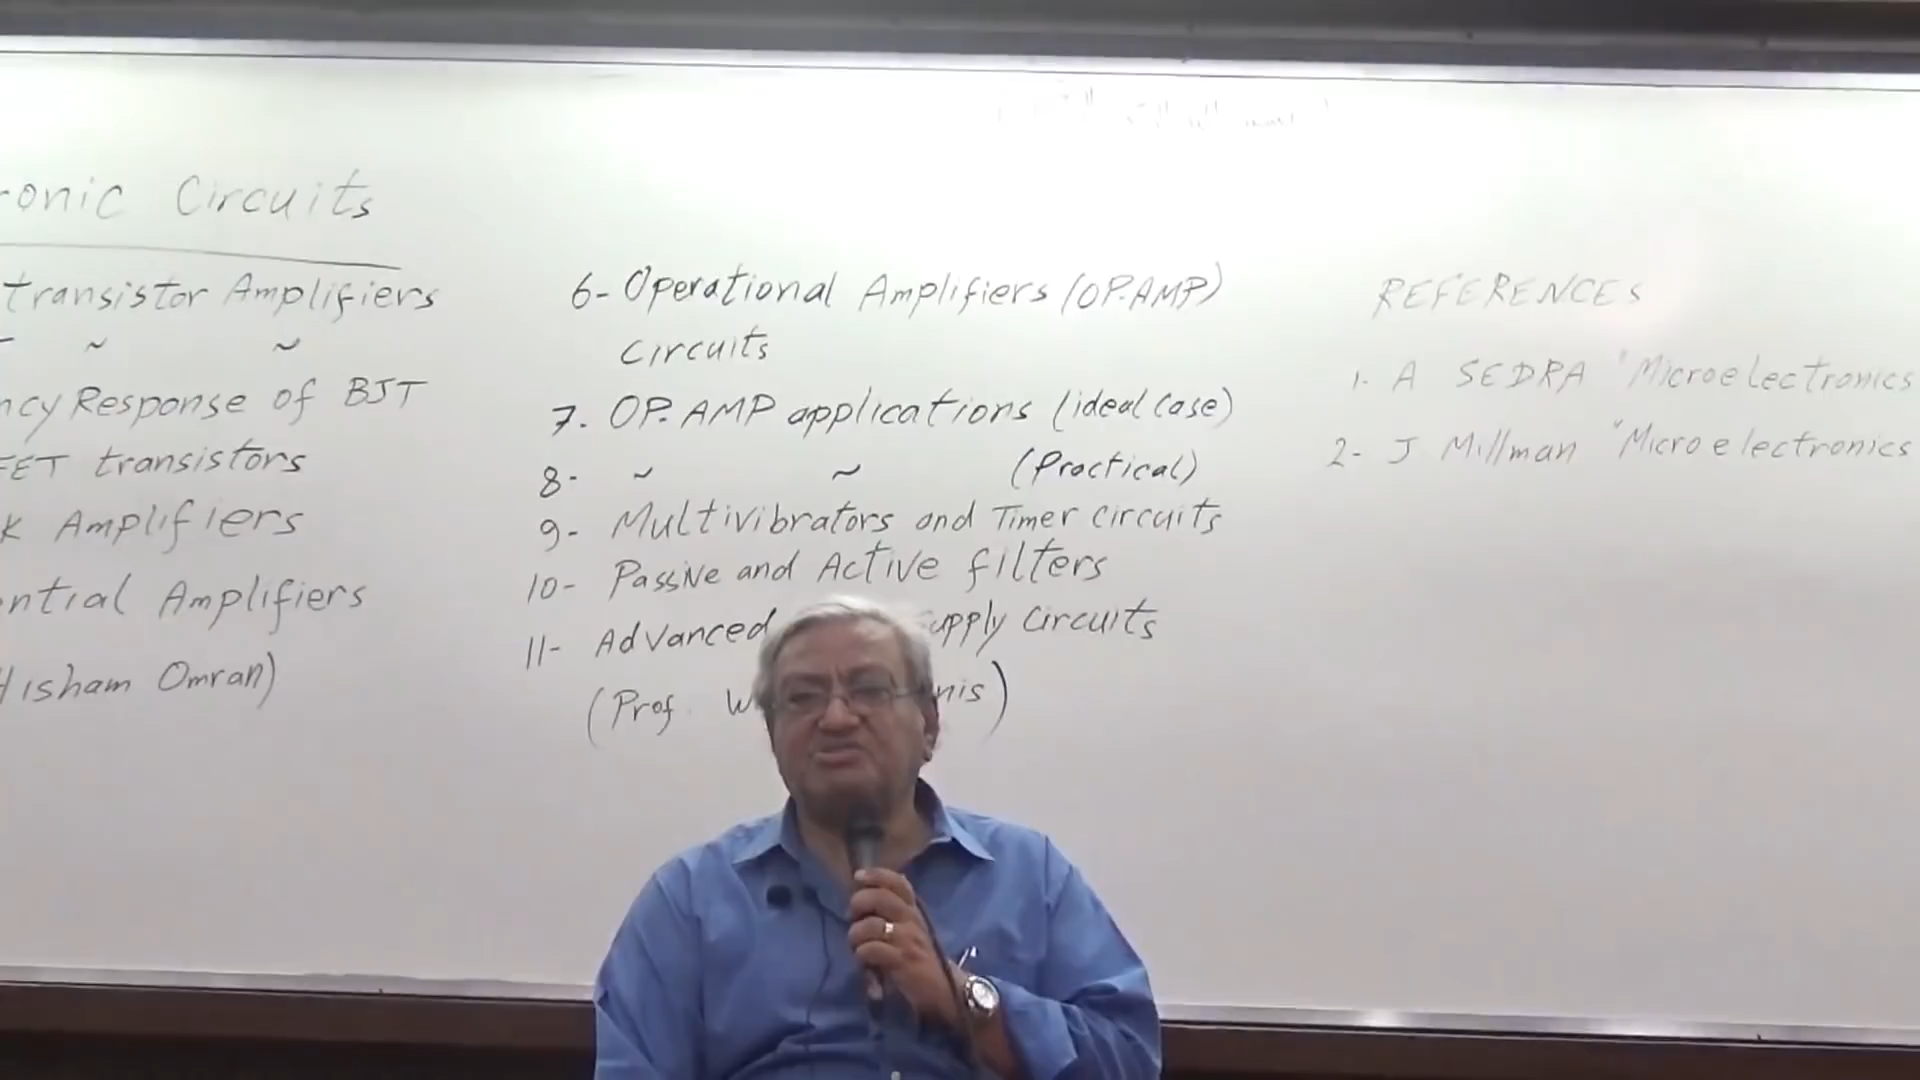 ronic Circuits
transistor Amplifiers
~ ~
ncy Response of BJT
FET transistors
k Amplifiers
ntial Amplifiers
Hisham Omran)
6- Operational Amplifiers (OP.AMP)
Circuits
7. OP.AMP applications (ideal Case)
8- ~ ~ (Practical)
9- Multivibrators and Timer circuits
10- Passive and Active filters
11- Advanced upply Circuits
(Prof. W nis)
REFERENCES
1. A SEDRA "Microelectronics
2- J Millman "Microelectronics